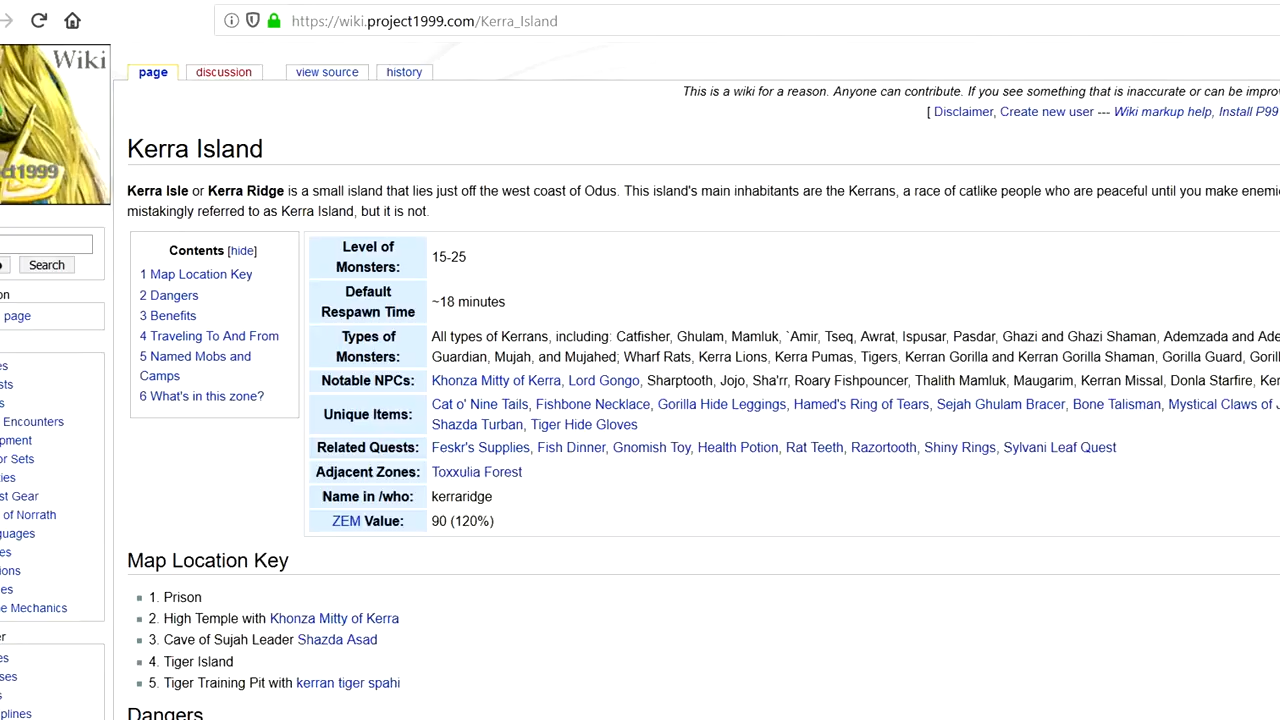 https://wiki.project1999.com/Kerra_Island
Wiki
ct1999
page
discussion
view source
history
This is a wiki for a reason. Anyone can contribute. If you see something that is inaccurate or can be impro
[ Disclaimer, Create new user --- Wiki markup help, Install P99
Kerra Island
Kerra Isle or Kerra Ridge is a small island that lies just off the west coast of Odus. This island's main inhabitants are the Kerrans, a race of catlike people who are peaceful until you make enemi
mistakingly referred to as Kerra Island, but it is not.
Search
on
page
es
sts
s
Encounters
pment
or Sets
ies
st Gear
of Norrath
guages
es
ions
es
e Mechanics
er
es
ses
s
plines
Contents [hide]
1 Map Location Key
2 Dangers
3 Benefits
4 Traveling To And From
5 Named Mobs and
Camps
6 What's in this zone?
Level of
Monsters:
15-25
Default
Respawn Time
~18 minutes
Types of
Monsters:
All types of Kerrans, including: Catfisher, Ghulam, Mamluk, `Amir, Tseq, Awrat, Ispusar, Pasdar, Ghazi and Ghazi Shaman, Ademzada and Ade
Guardian, Mujah, and Mujahed; Wharf Rats, Kerra Lions, Kerra Pumas, Tigers, Kerran Gorilla and Kerran Gorilla Shaman, Gorilla Guard, Goril
Notable NPCs: Khonza Mitty of Kerra, Lord Gongo, Sharptooth, Jojo, Sha'rr, Roary Fishpouncer, Thalith Mamluk, Maugarim, Kerran Missal, Donla Starfire, Ker
Unique Items:
Cat o' Nine Tails, Fishbone Necklace, Gorilla Hide Leggings, Hamed's Ring of Tears, Sejah Ghulam Bracer, Bone Talisman, Mystical Claws of J
Shazda Turban, Tiger Hide Gloves
Related Quests: Feskr's Supplies, Fish Dinner, Gnomish Toy, Health Potion, Rat Teeth, Razortooth, Shiny Rings, Sylvani Leaf Quest
Adjacent Zones: Toxxulia Forest
Name in /who: kerraridge
ZEM Value: 90 (120%)
Map Location Key
1. Prison
2. High Temple with Khonza Mitty of Kerra
3. Cave of Sujah Leader Shazda Asad
4. Tiger Island
5. Tiger Training Pit with kerran tiger spahi
Dangers